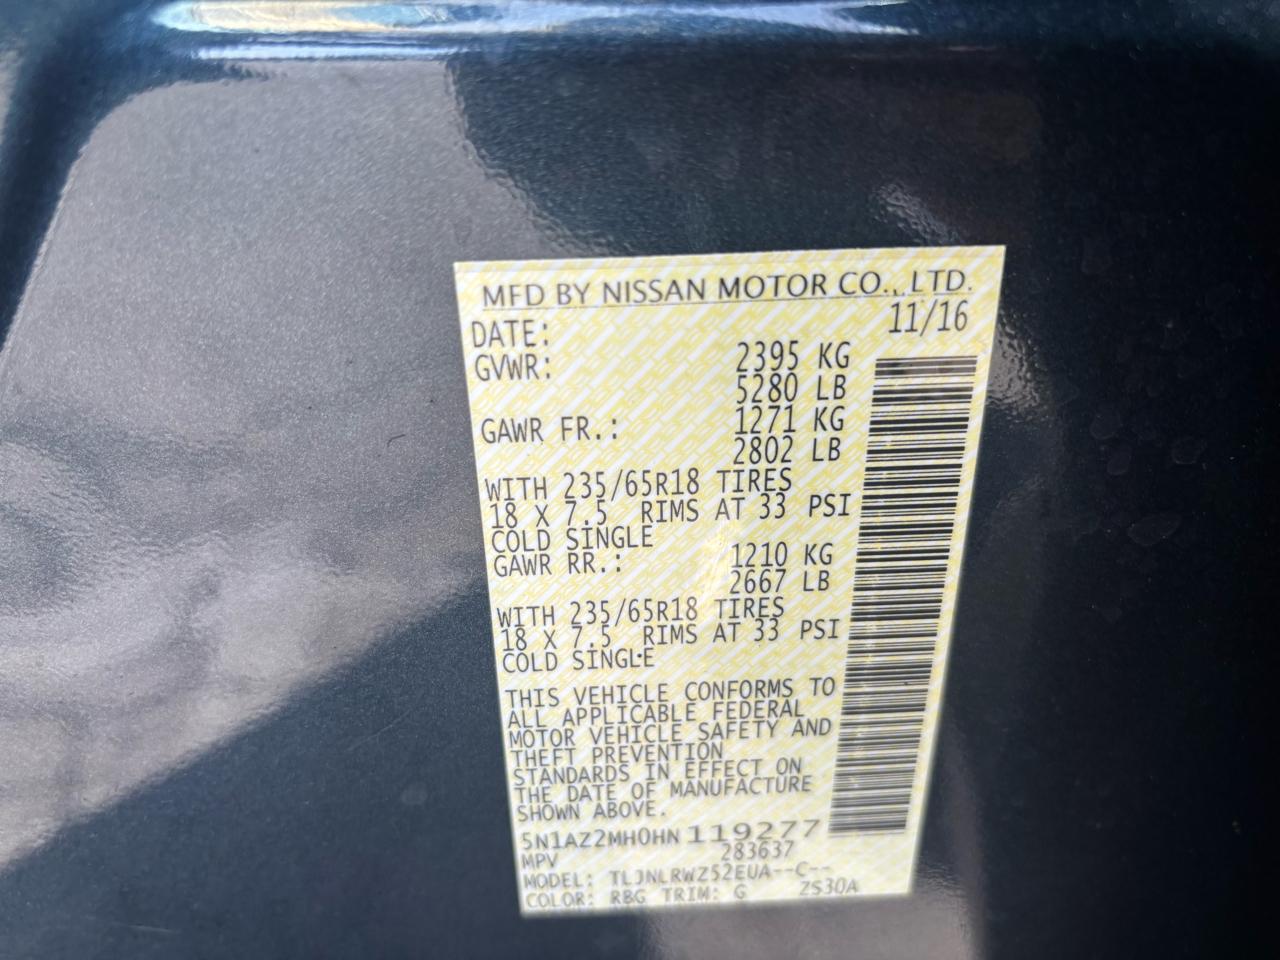 MFD BY NISSAN MOTOR CO., LTD.
DATE: 11/16
GVWR: 2395 KG
5280 LB
GAWR FR.: 1271 KG
2802 LB
WITH 235/65R18 TIRES
18 X 7.5 RIMS AT 33 PSI
COLD SINGLE
GAWR RR.: 1210 KG
2667 LB
WITH 235/65R18 TIRES
18 X 7.5 RIMS AT 33 PSI
COLD SINGLE
THIS VEHICLE CONFORMS TO
ALL APPLICABLE FEDERAL
MOTOR VEHICLE SAFETY AND
THEFT PREVENTION
STANDARDS IN EFFECT ON
THE DATE OF MANUFACTURE
SHOWN ABOVE.
5N1AZ2MH0HN 119277
MPV 283637
MODEL: TLJNLRWZ52EUA--C--
COLOR: RBG TRIM: G ZS30A